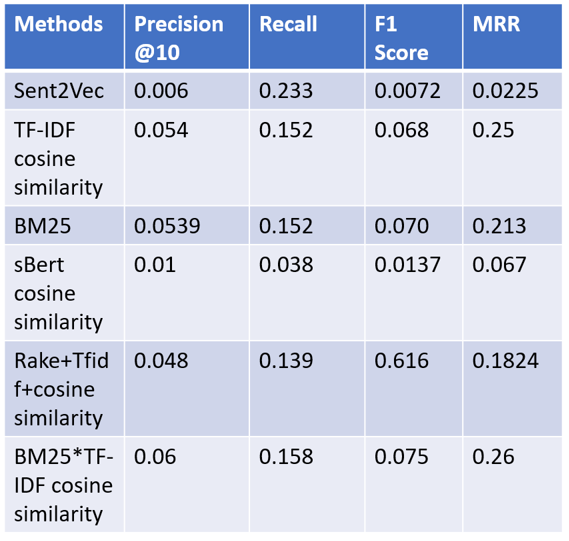 Methods Precision @10 Recall F1 Score MRR
Sent2Vec 0.006 0.233 0.0072 0.0225
TF-IDF cosine similarity 0.054 0.152 0.068 0.25
BM25 0.0539 0.152 0.070 0.213
sBert cosine similarity 0.01 0.038 0.0137 0.067
Rake+Tfid f+cosine similarity 0.048 0.139 0.616 0.1824
BM25*TF-IDF cosine similarity 0.06 0.158 0.075 0.26